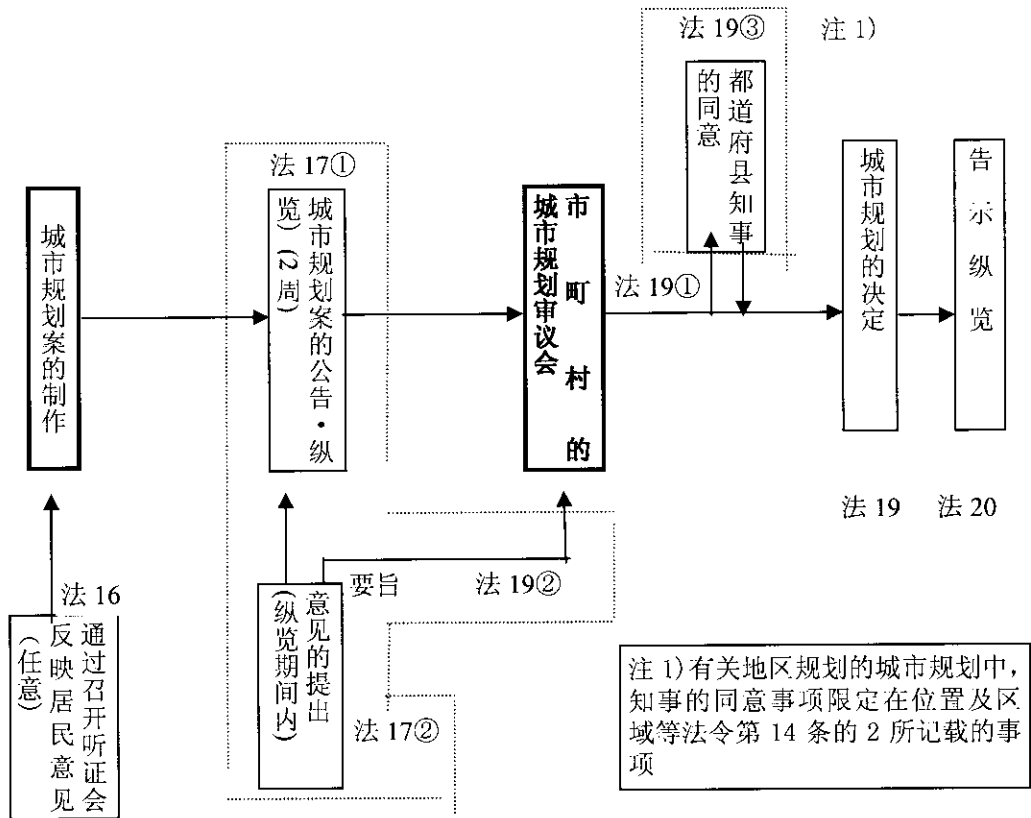 法 19③
注 1)
都道府县知事
的同意
法 17①
城市规划案的制作
城市规划案的公告・纵
览)(2周)
市町村的
城市规划审议会
法 19①
城市规划的决定
告示纵览
法 19
法 20
法 16
通过召开听证会
反映居民意见
(任意)
意见的提出
(纵览期间内)
要旨
法 19②
法 17②
注 1)有关地区规划的城市规划中，
知事的同意事项限定在位置及区
域等法令第 14 条的 2 所记载的事
项